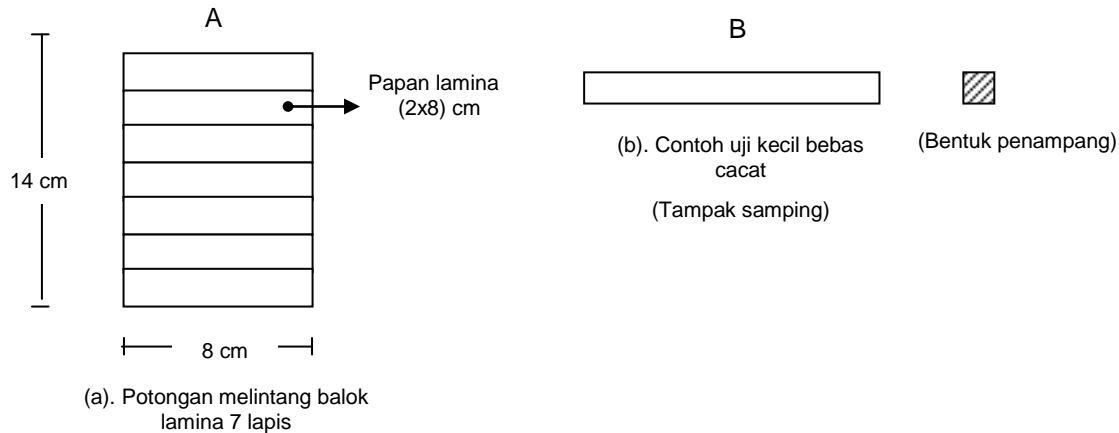 A
B
Papan lamina
(2x8) cm
14 cm
8 cm
(a). Potongan melintang balok
lamina 7 lapis
(b). Contoh uji kecil bebas
cacat
(Tampak samping)
(Bentuk penampang)